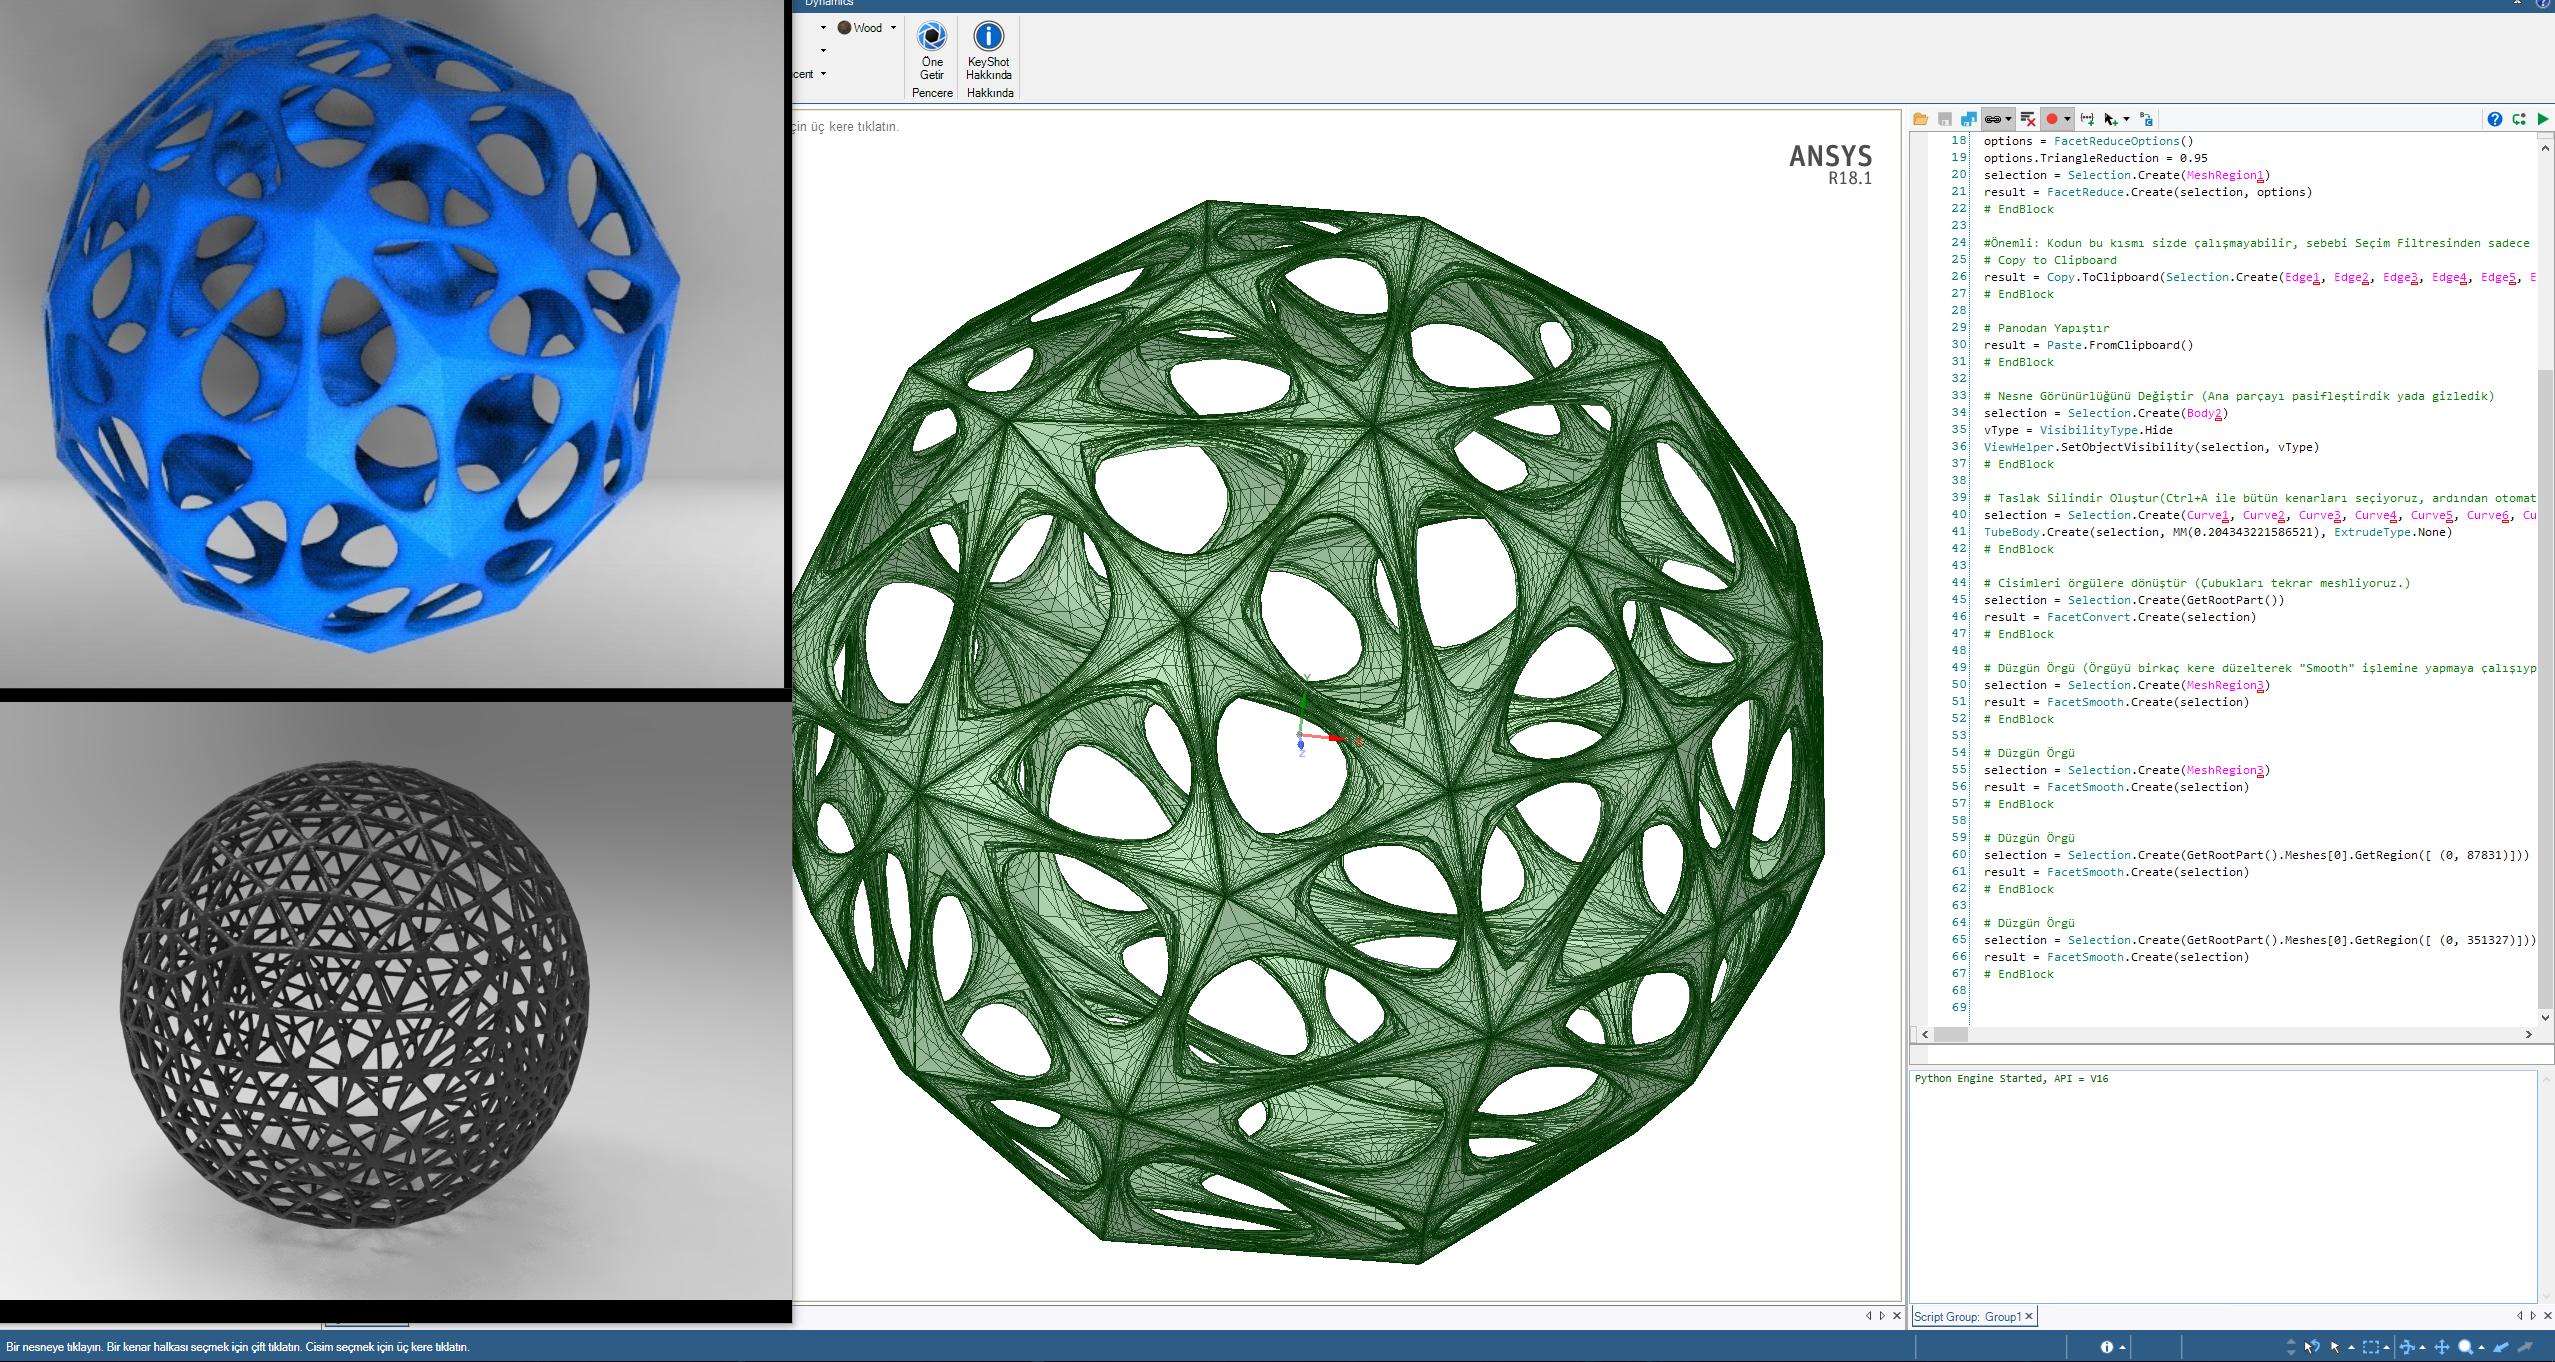 Dynamics
Wood
cent
Öne
Getir
Pencere
KeyShot
Hakkında
Hakkında
için üç kere tıklatın.
ANSYS
R18.1
Y
X
Z
18 options = FacetReduceOptions()
19 options.TriangleReduction = 0.95
20 selection = Selection.Create(MeshRegion1)
21 result = FacetReduce.Create(selection, options)
22 # EndBlock
23
24 #Önemli: Kodun bu kısmı sizde çalışmayabilir, sebebi Seçim Filtresinden sadece
25 # Copy to Clipboard
26 result = Copy.ToClipboard(Selection.Create(Edge1, Edge2, Edge3, Edge4, Edge5, E
27 # EndBlock
28
29 # Panodan Yapıştır
30 result = Paste.FromClipboard()
31 # EndBlock
32
33 # Nesne Görünürlüğünü Değiştir (Ana parçayı pasifleştirdik yada gizledik)
34 selection = Selection.Create(Body2)
35 vType = VisibilityType.Hide
36 ViewHelper.SetObjectVisibility(selection, vType)
37 # EndBlock
38
39 # Taslak Silindir Oluştur(Ctrl+A ile bütün kenarları seçiyoruz, ardından otomat
40 selection = Selection.Create(Curve1, Curve2, Curve3, Curve4, Curve5, Curve6, Cu
41 TubeBody.Create(selection, MM(0.204343221586521), ExtrudeType.None)
42 # EndBlock
43
44 # Cisimleri örgülere dönüştür (Çubukları tekrar meshliyoruz.)
45 selection = Selection.Create(GetRootPart())
46 result = FacetConvert.Create(selection)
47 # EndBlock
48
49 # Düzgün Örgü (Örgüyü birkaç kere düzelterek "Smooth" işlemine yapmaya çalışıyp
50 selection = Selection.Create(MeshRegion3)
51 result = FacetSmooth.Create(selection)
52 # EndBlock
53
54 # Düzgün Örgü
55 selection = Selection.Create(MeshRegion3)
56 result = FacetSmooth.Create(selection)
57 # EndBlock
58
59 # Düzgün Örgü
60 selection = Selection.Create(GetRootPart().Meshes[0].GetRegion([ (0, 87831)]))
61 result = FacetSmooth.Create(selection)
62 # EndBlock
63
64 # Düzgün Örgü
65 selection = Selection.Create(GetRootPart().Meshes[0].GetRegion([ (0, 351327)]))
66 result = FacetSmooth.Create(selection)
67 # EndBlock
68
69
Python Engine Started, API = V16
Script Group: Group1
Bir nesneye tıklayın. Bir kenar halkası seçmek için çift tıklatın. Cisim seçmek için üç kere tıklatın.